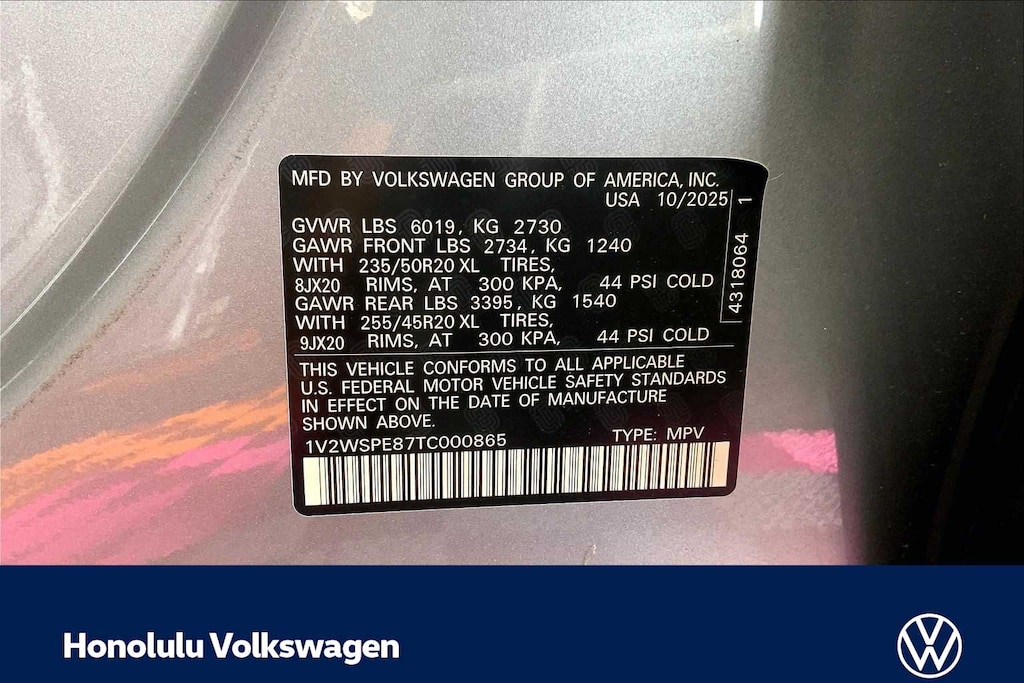 MFD BY VOLKSWAGEN GROUP OF AMERICA, INC.
USA 10/2025
GVWR LBS 6019, KG 2730
GAWR FRONT LBS 2734, KG 1240
WITH 235/50R20 XL TIRES,
8JX20 RIMS, AT 300 KPA, 44 PSI COLD
GAWR REAR LBS 3395, KG 1540
WITH 255/45R20 XL TIRES,
9JX20 RIMS, AT 300 KPA, 44 PSI COLD
4318064 1
THIS VEHICLE CONFORMS TO ALL APPLICABLE
U.S. FEDERAL MOTOR VEHICLE SAFETY STANDARDS
IN EFFECT ON THE DATE OF MANUFACTURE
SHOWN ABOVE.
1V2WSPE87TC000865 TYPE: MPV
Honolulu Volkswagen